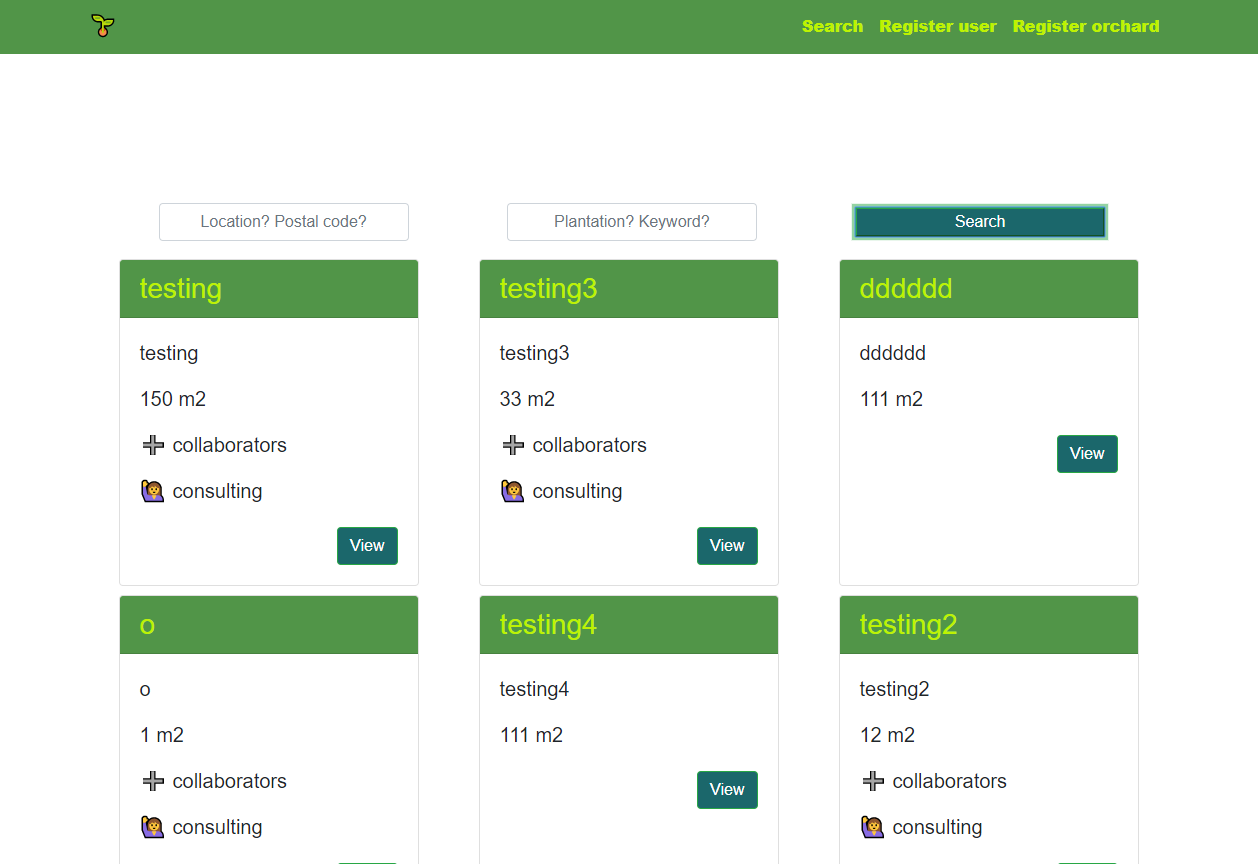 Search Register user Register orchard
Location? Postal code? Plantation? Keyword? Search
testing
testing
150 m2
collaborators
consulting
View
testing3
testing3
33 m2
collaborators
consulting
View
dddddd
dddddd
111 m2
View
o
o
1 m2
collaborators
consulting
testing4
testing4
111 m2
View
testing2
testing2
12 m2
collaborators
consulting